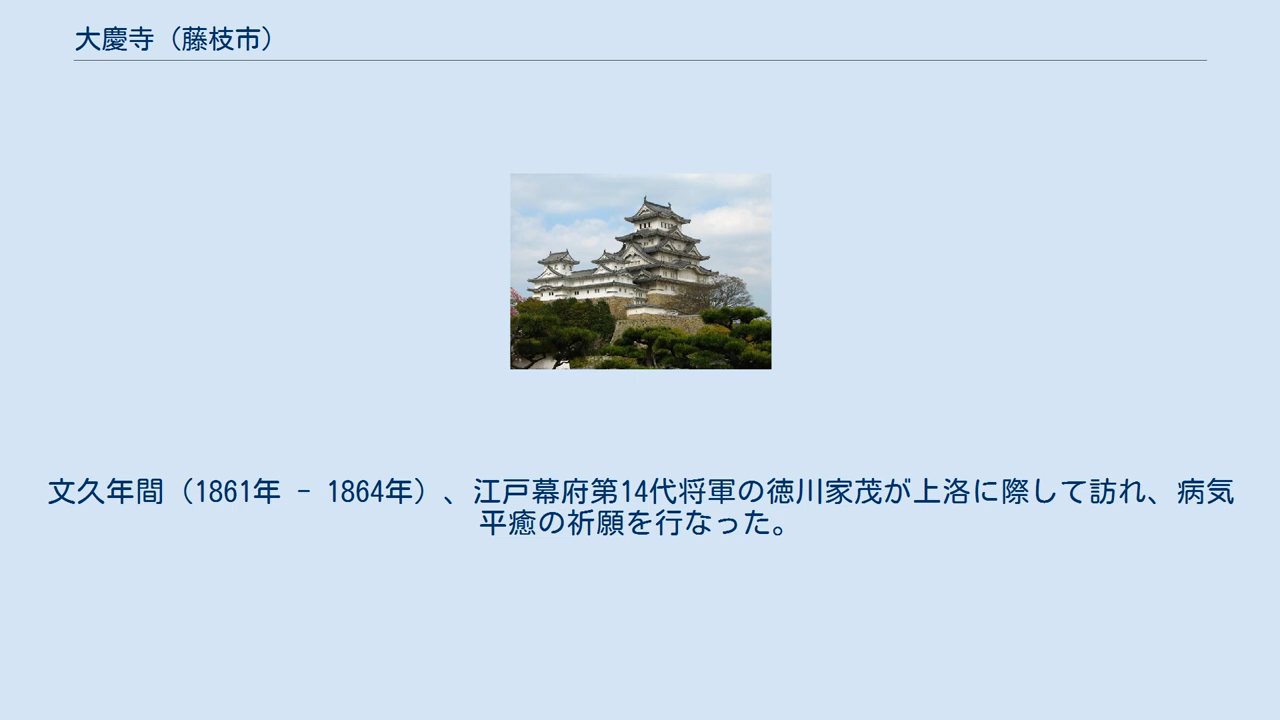 大慶寺（藤枝市）
文久年間（1861年 - 1864年）、江戸幕府第14代将軍の徳川家茂が上洛に際して訪れ、病気
平癒の祈願を行なった。